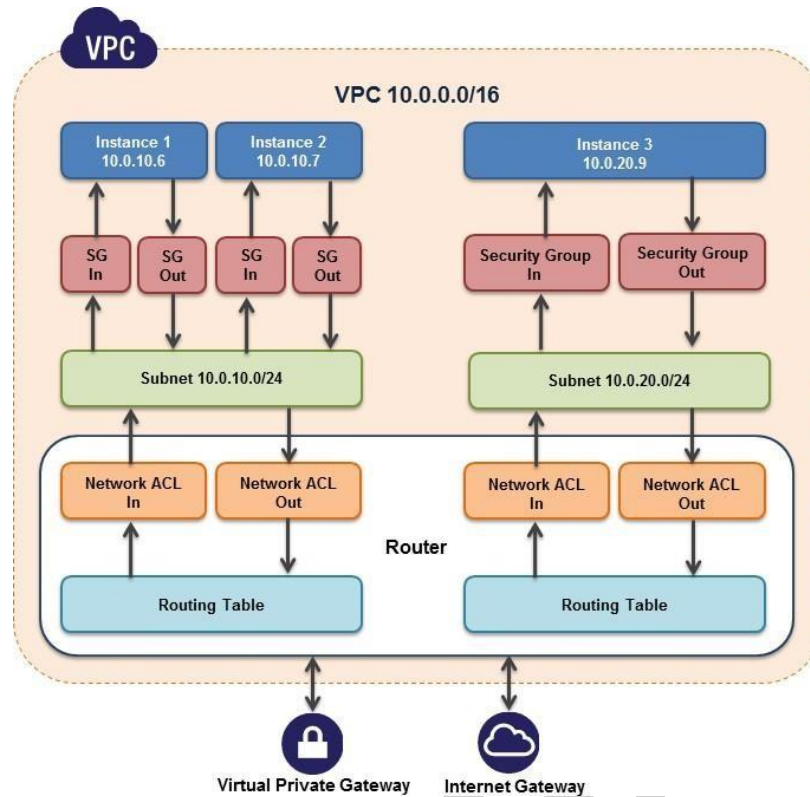 VPC
VPC 10.0.0.0/16
Instance 1
10.0.10.6
Instance 2
10.0.10.7
Instance 3
10.0.20.9
SG
In
SG
Out
SG
In
SG
Out
Security Group
In
Security Group
Out
Subnet 10.0.10.0/24
Subnet 10.0.20.0/24
Network ACL
In
Network ACL
Out
Network ACL
In
Network ACL
Out
Router
Routing Table
Routing Table
Virtual Private Gateway
Internet Gateway